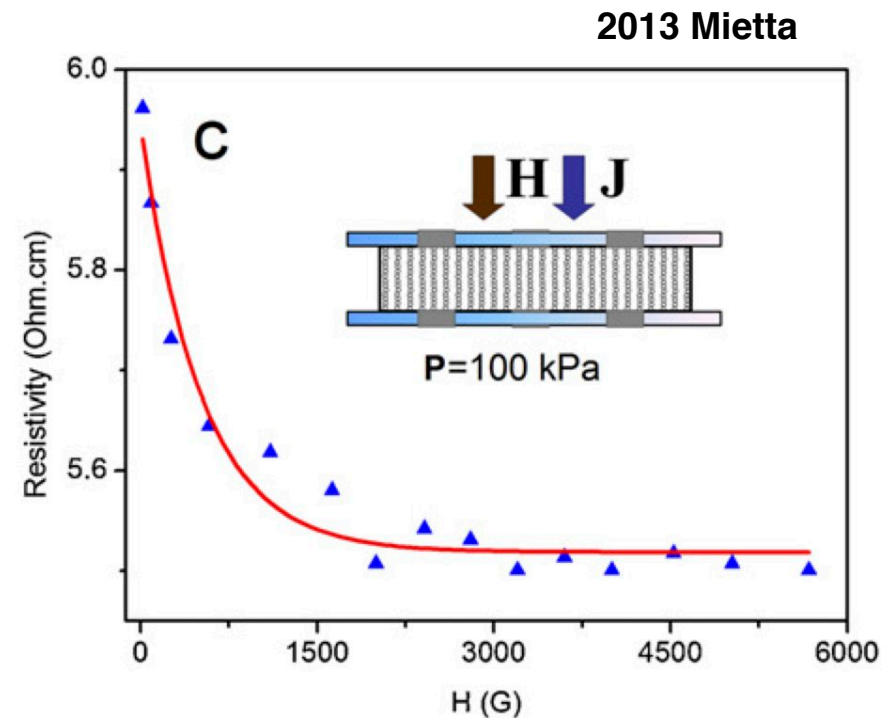 2013 Mietta
6.0
C
H J
5.8
P=100 kPa
Resistivity (Ohm.cm)
5.6
0 1500 3000 4500 6000
H (G)